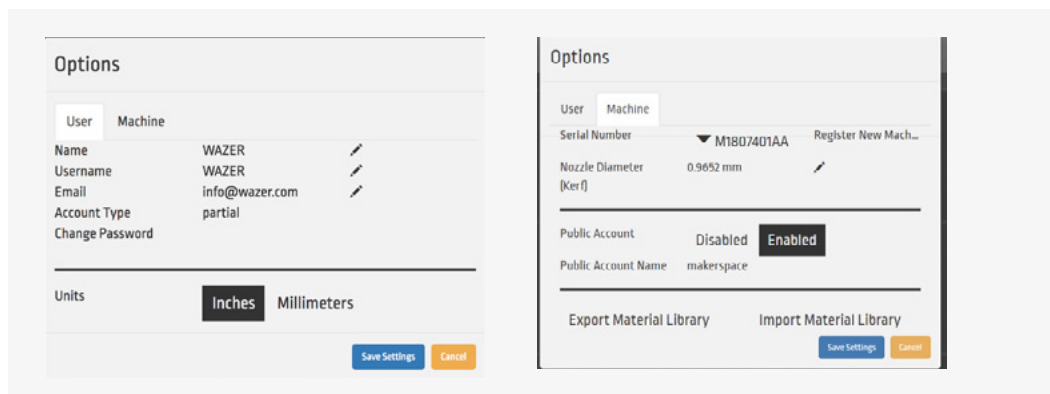 Options
User Machine
Name WAZER
Username WAZER
Email info@wazer.com
Account Type partial
Change Password
Units Inches Millimeters
Save Settings Cancel
Options
User Machine
Serial Number M1807401AA Register New Mach...
Nozzle Diameter 0.9652 mm
(Kerf)
Public Account Disabled Enabled
Public Account Name makerspace
Export Material Library Import Material Library
Save Settings Cancel